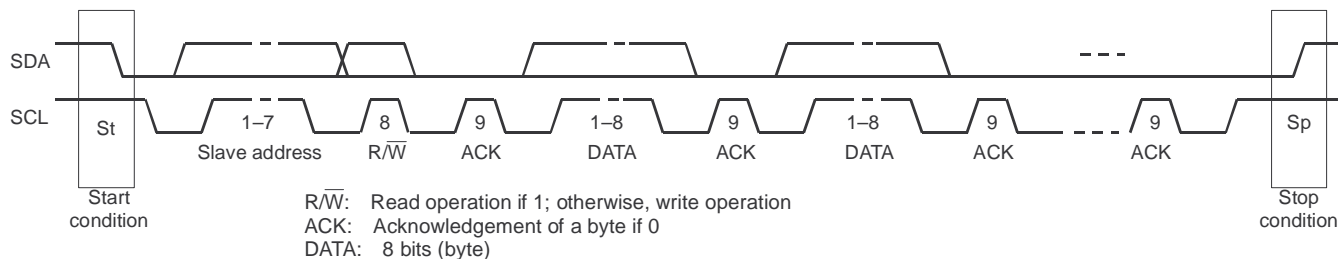 SDA
SCL
St 1–7 8 9 1–8 9 1–8 9 9 Sp
Slave address R/W̅ ACK DATA ACK DATA ACK ACK
Start
condition
Stop
condition
R/W̅: Read operation if 1; otherwise, write operation
ACK: Acknowledgement of a byte if 0
DATA: 8 bits (byte)